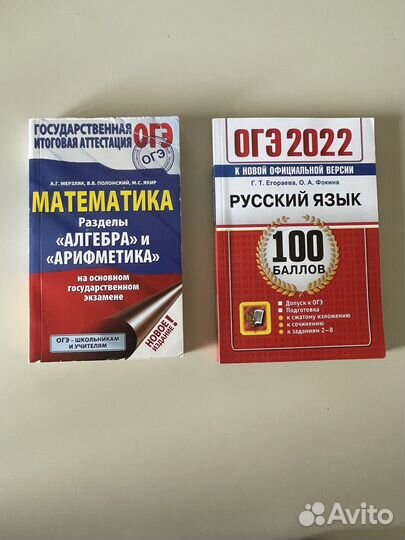 ГОСУДАРСТВЕННАЯ
ИТОГОВАЯ АТТЕСТАЦИЯ
ОГЭ
ОГЭ
А.Г. МЕРЗЛЯК, В.Б. ПОЛОНСКИЙ, М.С. ЯКИР
МАТЕМАТИКА
Разделы
«АЛГЕБРА» и
«АРИФМЕТИКА»
на основном
государственном
экзамене
НОВОЕ
ИЗДАНИЕ!
ОГЭ – ШКОЛЬНИКАМ
И УЧИТЕЛЯМ
ОГЭ 2022
К НОВОЙ ОФИЦИАЛЬНОЙ ВЕРСИИ
Г. Т. Егораева, О. А. Фокина
РУССКИЙ ЯЗЫК
100
БАЛЛОВ
Допуск к ОГЭ
Подготовка
к сжатому изложению
к сочинению
к заданиям 2—8
Avito